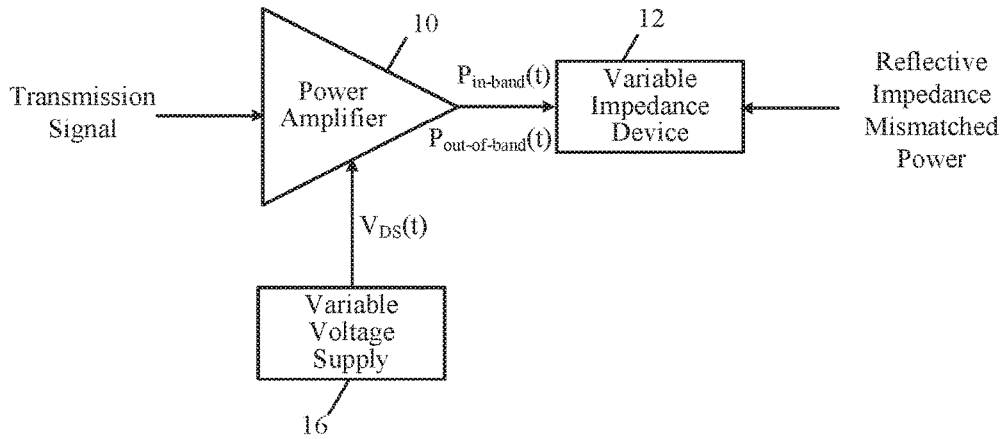 10
12
Transmission
Signal
Power
Amplifier
P_in-band(t)
P_out-of-band(t)
Variable
Impedance
Device
Reflective
Impedance
Mismatched
Power
V_DS(t)
Variable
Voltage
Supply
16